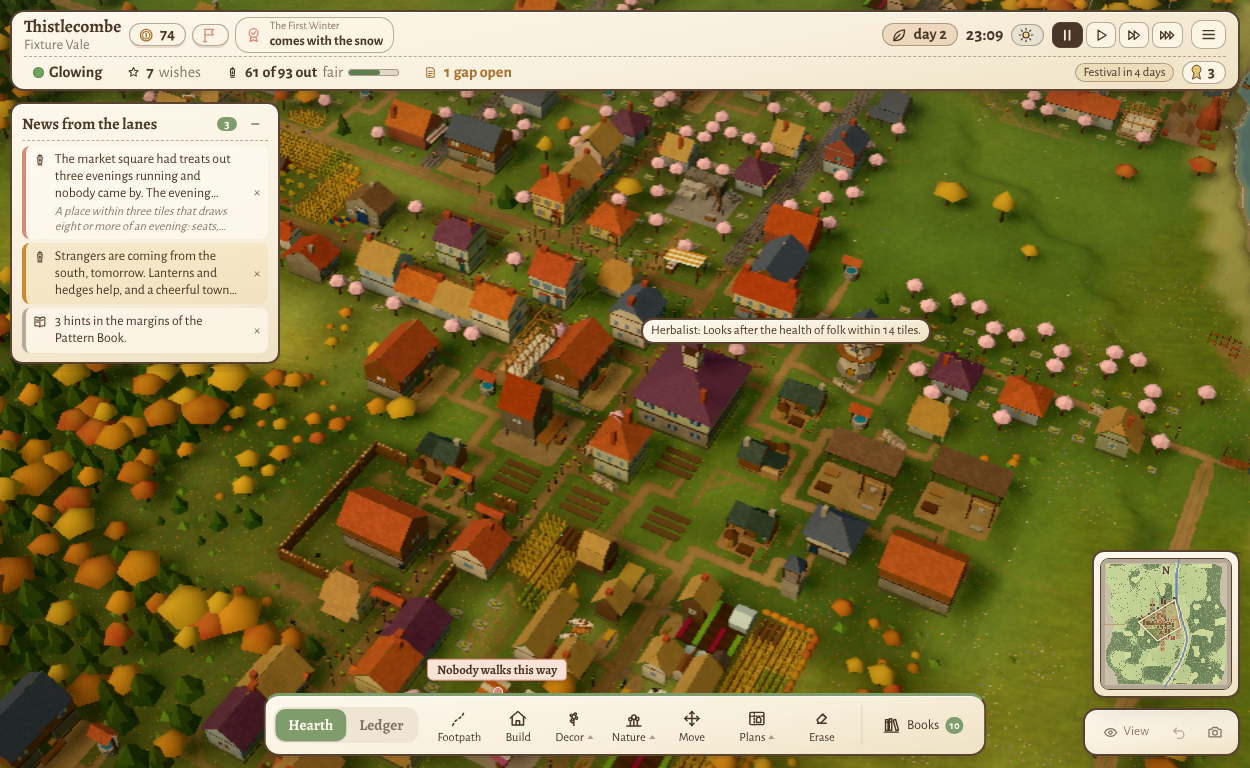 Thistlecombe
Fixture Vale
74
The First Winter
comes with the snow
day 2
23:09
Glowing
7 wishes
61 of 93 out fair
1 gap open
Festival in 4 days
3
News from the lanes
3
The market square had treats out
three evenings running and
nobody came by. The evening...
A place within three tiles that draws
eight or more of an evening: seats,...
Strangers are coming from the
south, tomorrow. Lanterns and
hedges help, and a cheerful town...
3 hints in the margins of the
Pattern Book.
Herbalist: Looks after the health of folk within 14 tiles.
Nobody walks this way
N
Hearth
Ledger
Footpath
Build
Decor
Nature
Move
Plans
Erase
Books 10
View